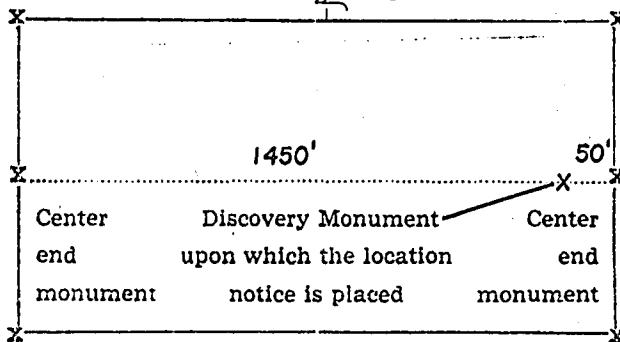 1450' 50'
Center Discovery Monument Center
end upon which the location end
monument notice is placed monument